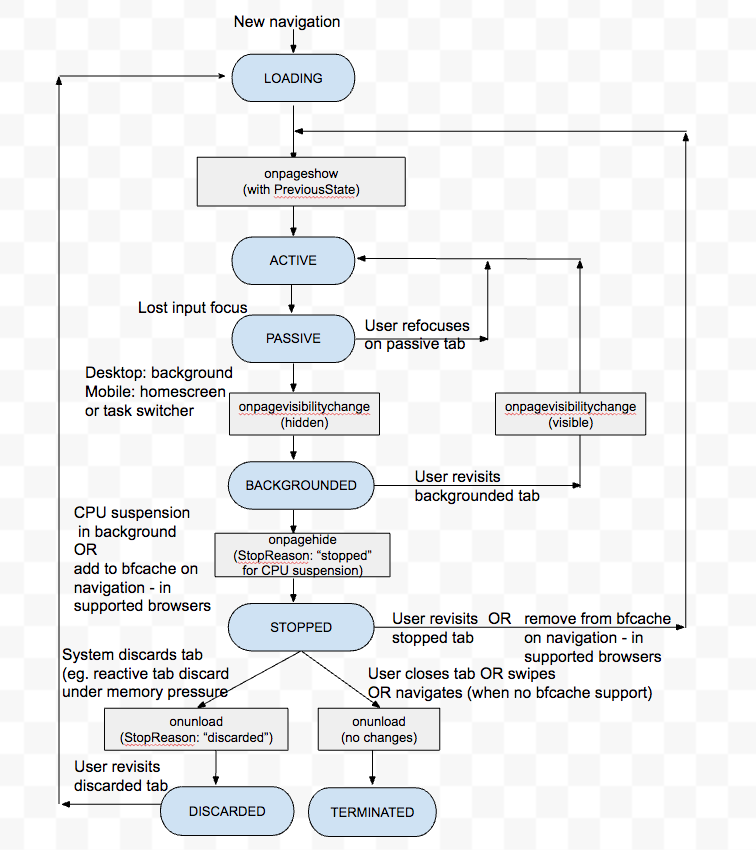 New navigation
LOADING
onpageshow
(with PreviousState)
ACTIVE
Lost input focus
PASSIVE
User refocuses
on passive tab
Desktop: background
Mobile: homescreen
or task switcher
onpagevisibilitychange
(hidden)
onpagevisibilitychange
(visible)
BACKGROUNDED
User revisits
backgrounded tab
CPU suspension
in background
OR
add to bfcache on
navigation - in
supported browsers
onpagehide
(StopReason: “stopped”
for CPU suspension)
STOPPED
User revisits
stopped tab
OR
remove from bfcache
on navigation - in
supported browsers
System discards tab
(eg. reactive tab discard
under memory pressure
User closes tab OR swipes
OR navigates (when no bfcache support)
onunload
(StopReason: “discarded”)
onunload
(no changes)
User revisits
discarded tab
DISCARDED
TERMINATED